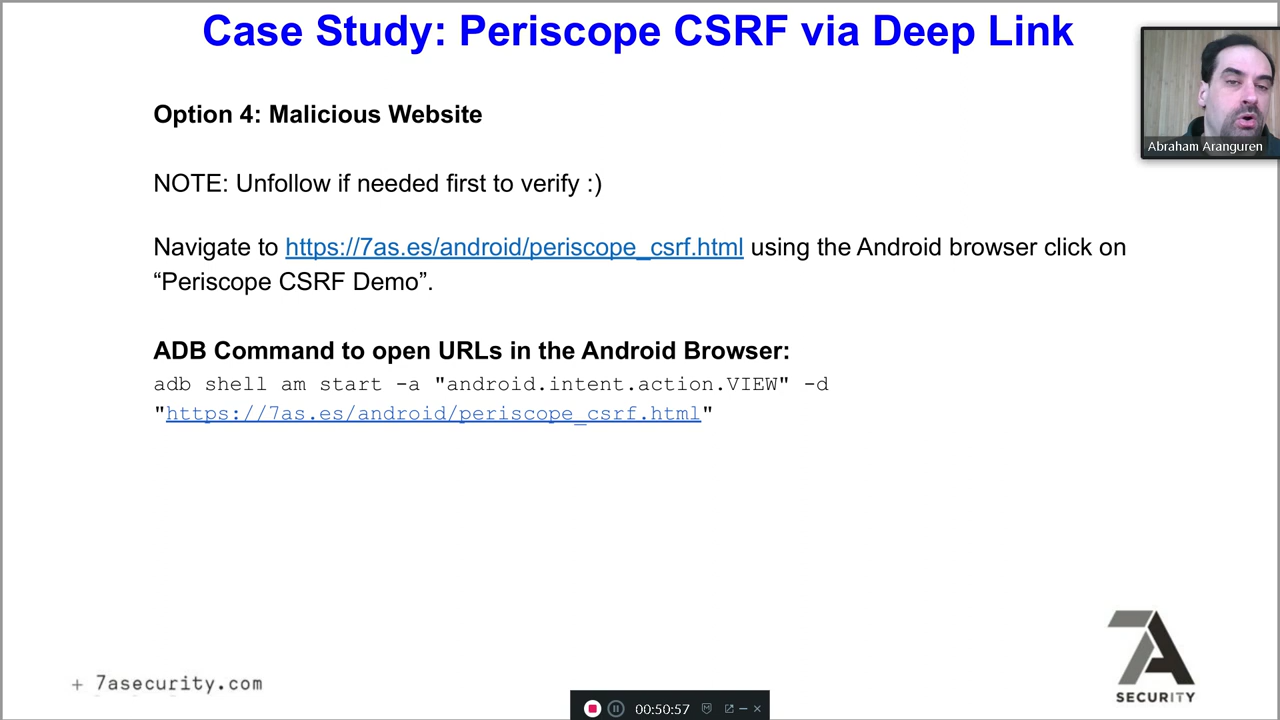 Case Study: Periscope CSRF via Deep Link
Abraham Aranguren
Option 4: Malicious Website
NOTE: Unfollow if needed first to verify :)
Navigate to https://7as.es/android/periscope_csrf.html using the Android browser click on
“Periscope CSRF Demo”.
ADB Command to open URLs in the Android Browser:
adb shell am start -a "android.intent.action.VIEW" -d
"https://7as.es/android/periscope_csrf.html"
+ 7asecurity.com
7A
SECURITY
00:50:57